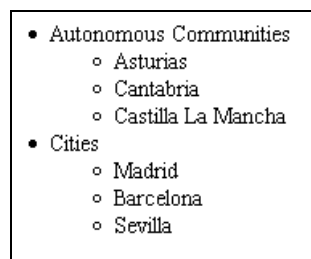 Autonomous Communities
Asturias
Cantabria
Castilla La Mancha
Cities
Madrid
Barcelona
Sevilla